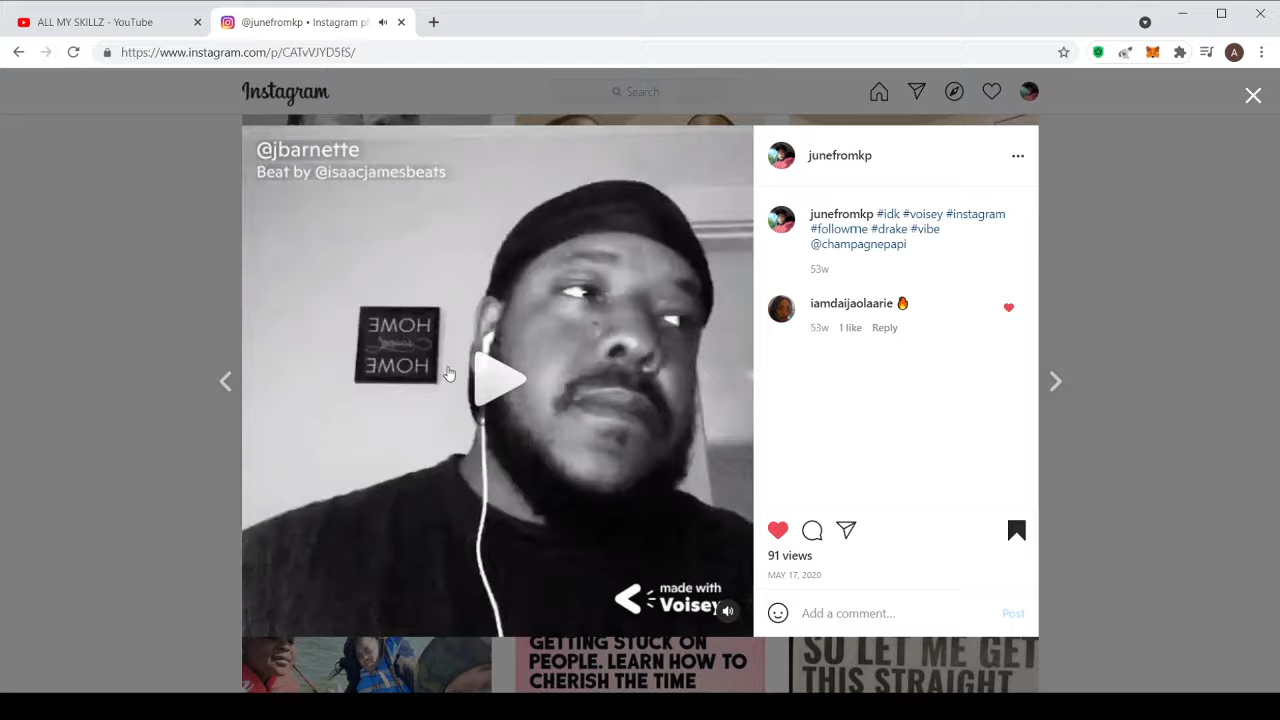 ALL MY SKILLZ - YouTube
@junefromkp • Instagram ph
https://www.instagram.com/p/CATvVJYD5fS/
A
Instagram
Search
@jbarnette
Beat by @isaacjamesbeats
HOME
HOME
made with
Voisey
junefromkp
junefromkp #idk #voisey #instagram
#followme #drake #vibe
@champagnepapi
53w
iamdaijaolaarie 🔥
53w 1 like Reply
91 views
MAY 17, 2020
Add a comment... Post
GETTING STUCK ON
PEOPLE. LEARN HOW TO
CHERISH THE TIME
SO LET ME GET
THIS STRAIGHT